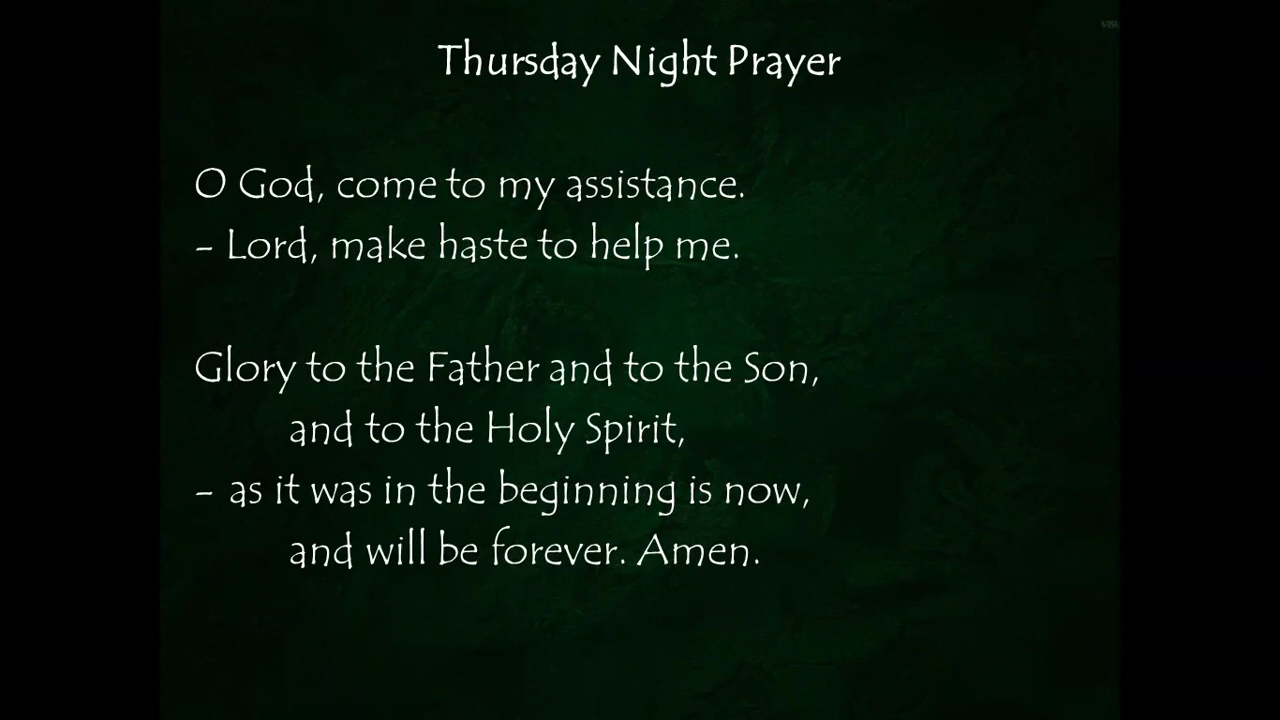 Thursday Night Prayer
O God, come to my assistance.
- Lord, make haste to help me.
Glory to the Father and to the Son,
and to the Holy Spirit,
- as it was in the beginning is now,
and will be forever. Amen.